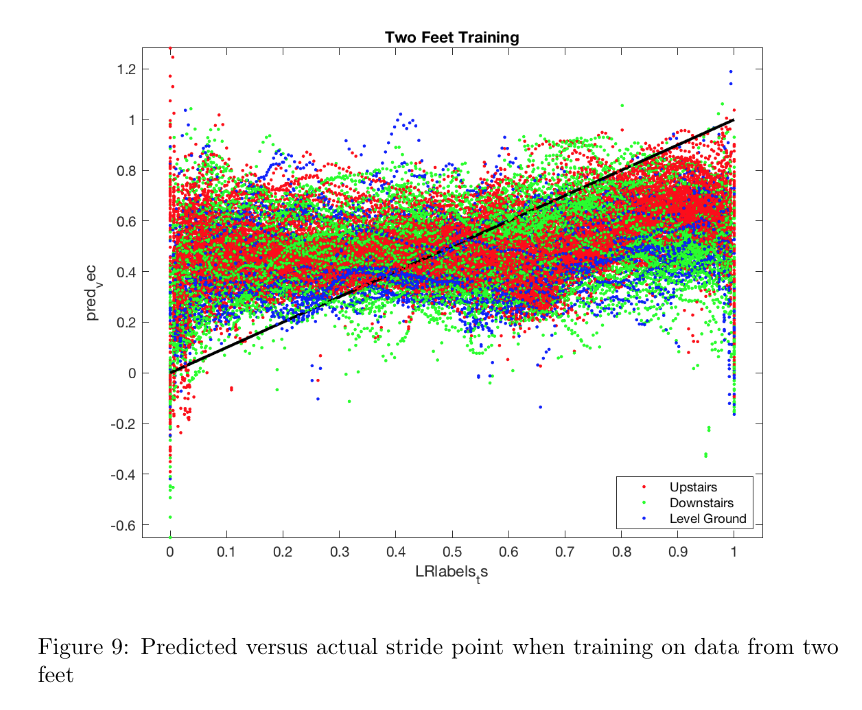 Two Feet Training
1.2
1
0.8
0.6
0.4
0.2
0
-0.2
-0.4
-0.6
pred_vec
Upstairs
Downstairs
Level Ground
0 0.1 0.2 0.3 0.4 0.5 0.6 0.7 0.8 0.9 1
LRlabels_ts
Figure 9: Predicted versus actual stride point when training on data from two
feet